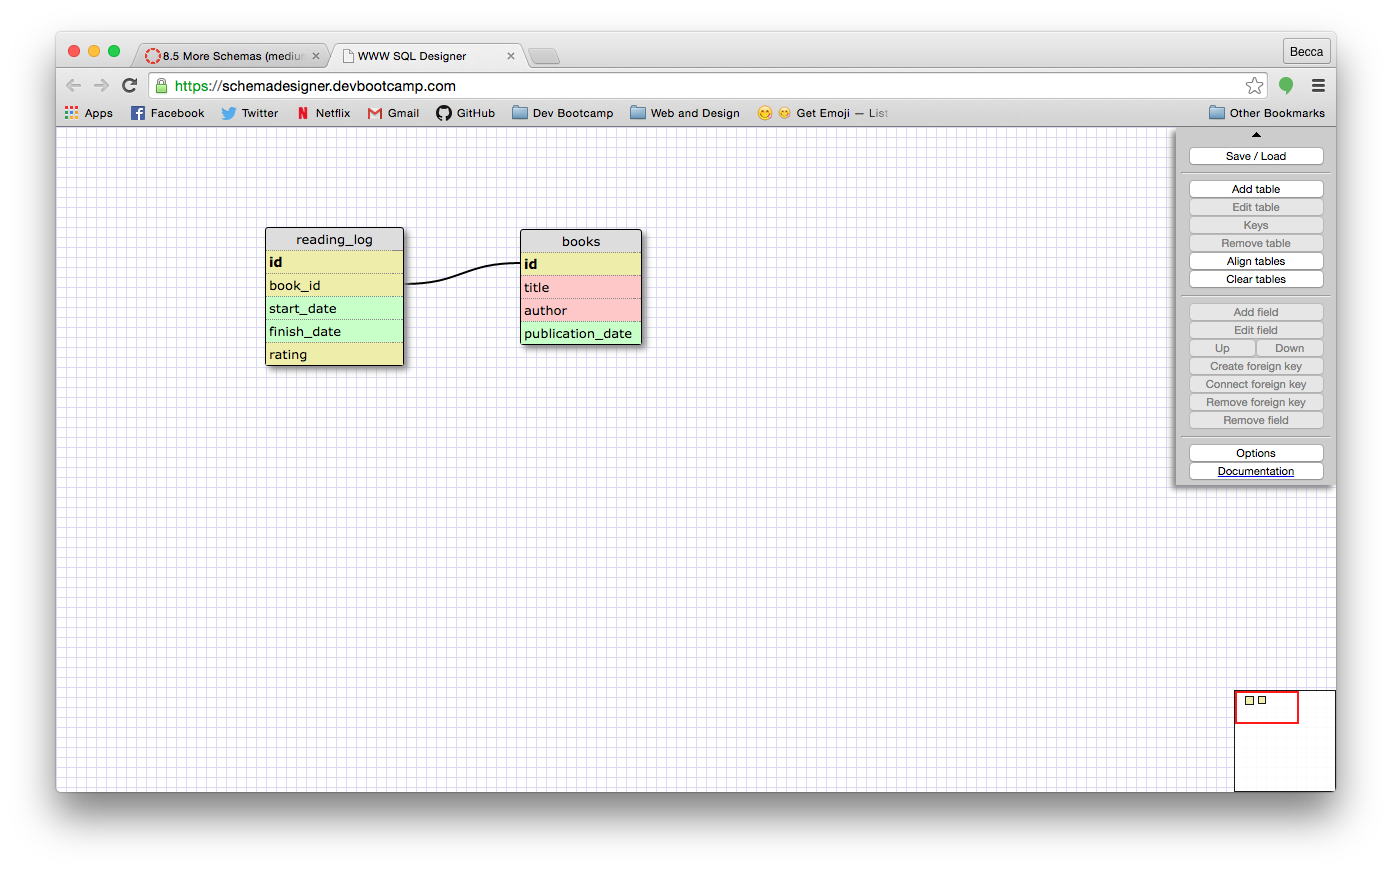 8.5 More Schemas (medium
WWW SQL Designer
Becca
https://schemadesigner.devbootcamp.com
Apps
Facebook
Twitter
Netflix
Gmail
GitHub
Dev Bootcamp
Web and Design
Get Emoji — List
Other Bookmarks
Save / Load
Add table
Edit table
Keys
Remove table
Align tables
Clear tables
Add field
Edit field
Up Down
Create foreign key
Connect foreign key
Remove foreign key
Remove field
Options
Documentation
reading_log
id
book_id
start_date
finish_date
rating
books
id
title
author
publication_date